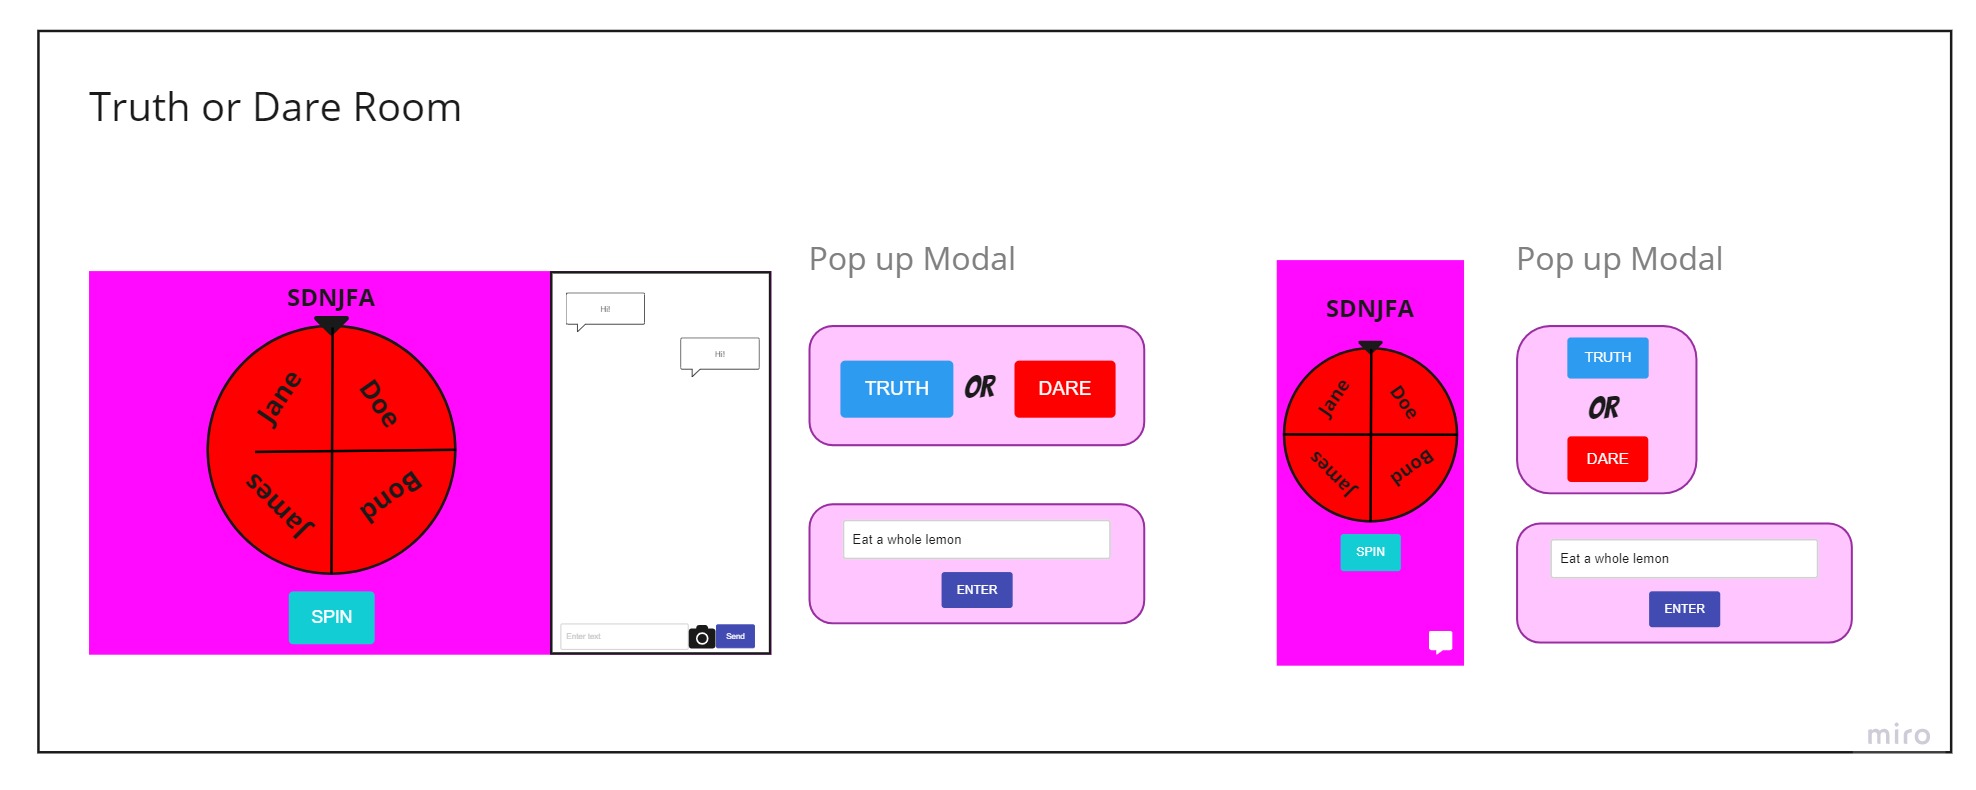 Truth or Dare Room
SDNJFA
Jane
Doe
James
Bond
SPIN
Hi!
Hi!
Enter text
Send
Pop up Modal
TRUTH OR DARE
Eat a whole lemon
ENTER
SDNJFA
Jane
Doe
James
Bond
SPIN
Pop up Modal
TRUTH
OR
DARE
Eat a whole lemon
ENTER
miro